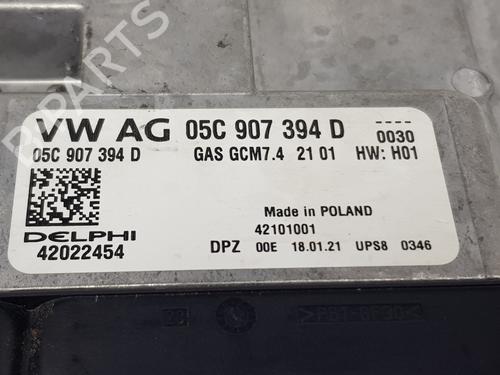 VW AG 05C 907 394 D
----
0030
05C 907 394 D GAS GCM7.4 21 01 HW: H01
Made in POLAND
42101001
DELPHI
42022454
DPZ 00E 18.01.21 UPS8 0346